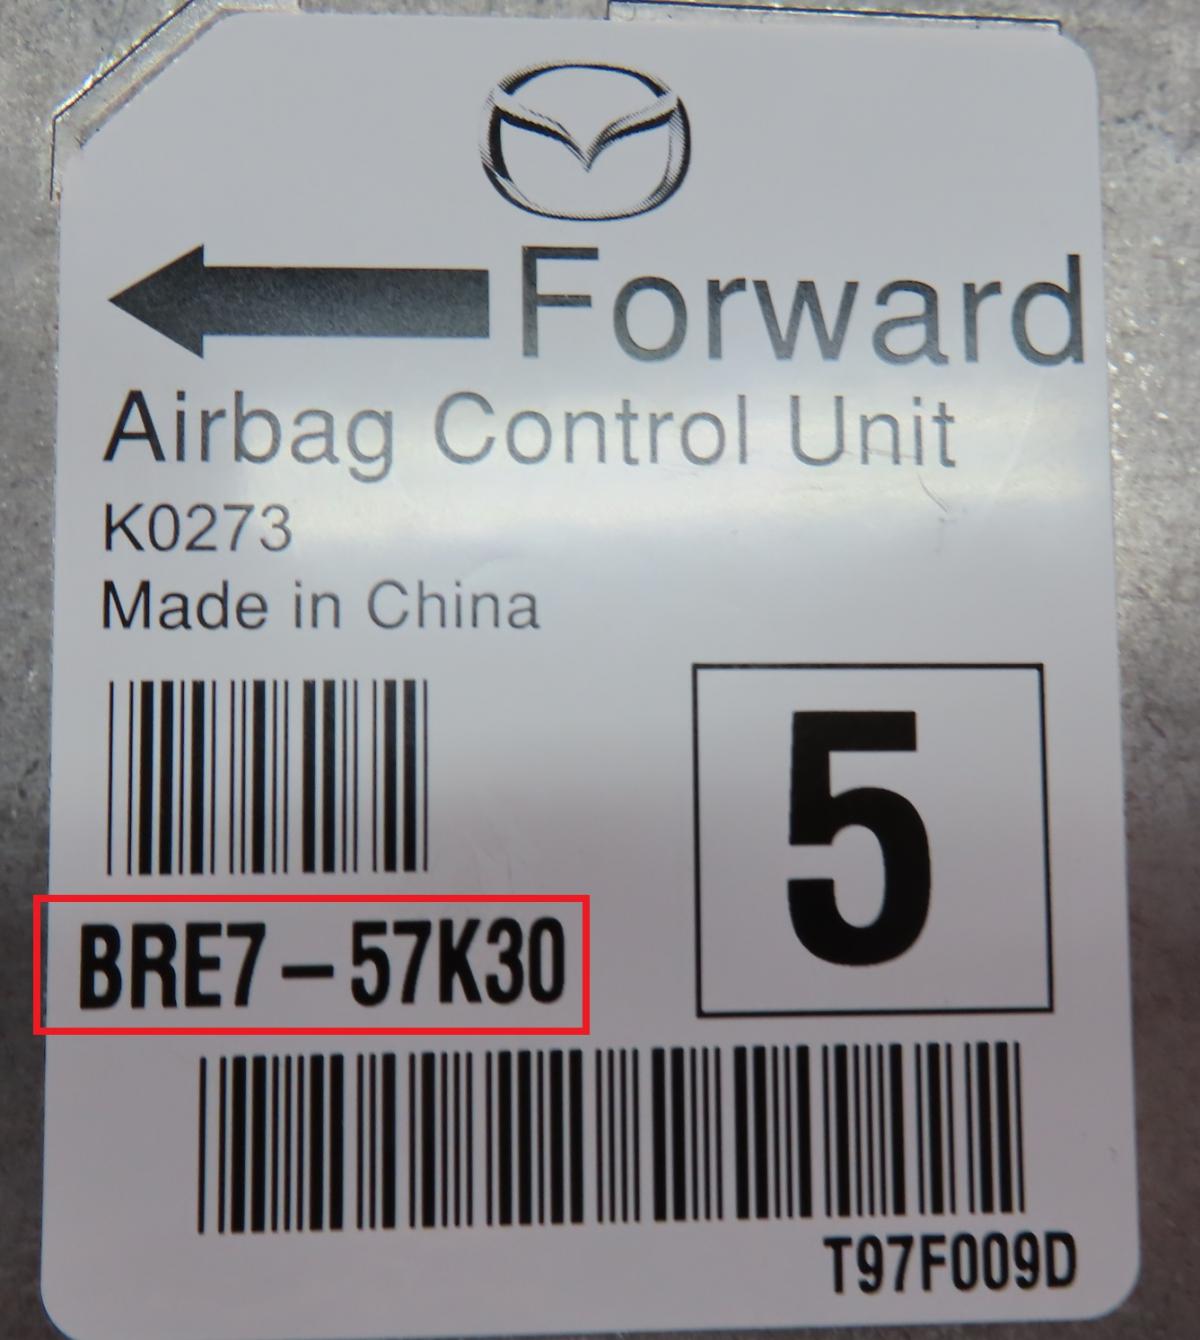 Forward
Airbag Control Unit
K0273
Made in China
5
BRE7-57K30
T97F009D